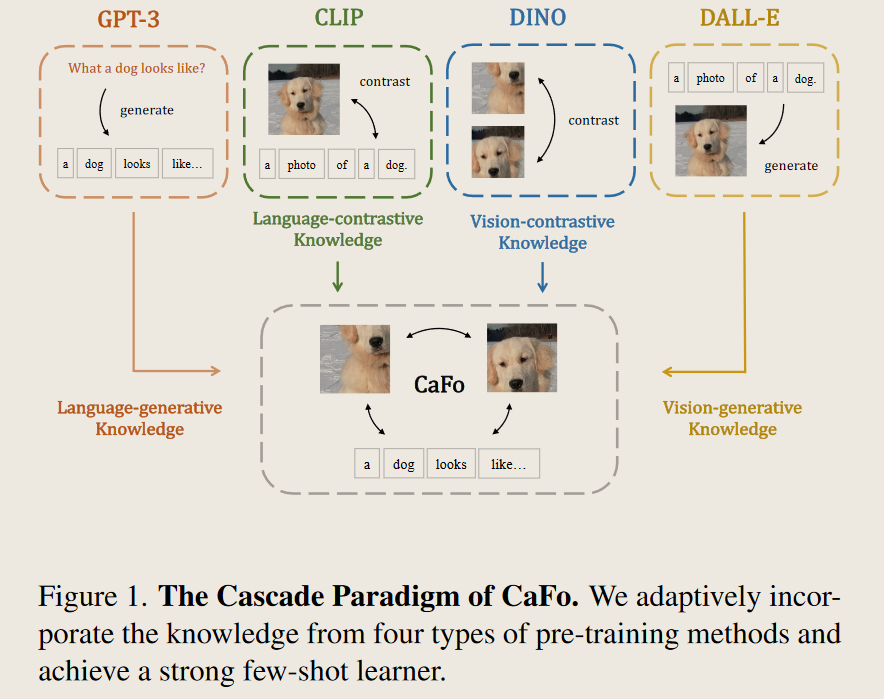 GPT-3
CLIP
DINO
DALL-E
What a dog looks like?
generate
a dog looks like...
contrast
a photo of a dog.
contrast
a photo of a dog.
generate
Language-contrastive
Knowledge
Vision-contrastive
Knowledge
CaFo
a dog looks like...
Language-generative
Knowledge
Vision-generative
Knowledge
Figure 1. The Cascade Paradigm of CaFo. We adaptively incor-
porate the knowledge from four types of pre-training methods and
achieve a strong few-shot learner.